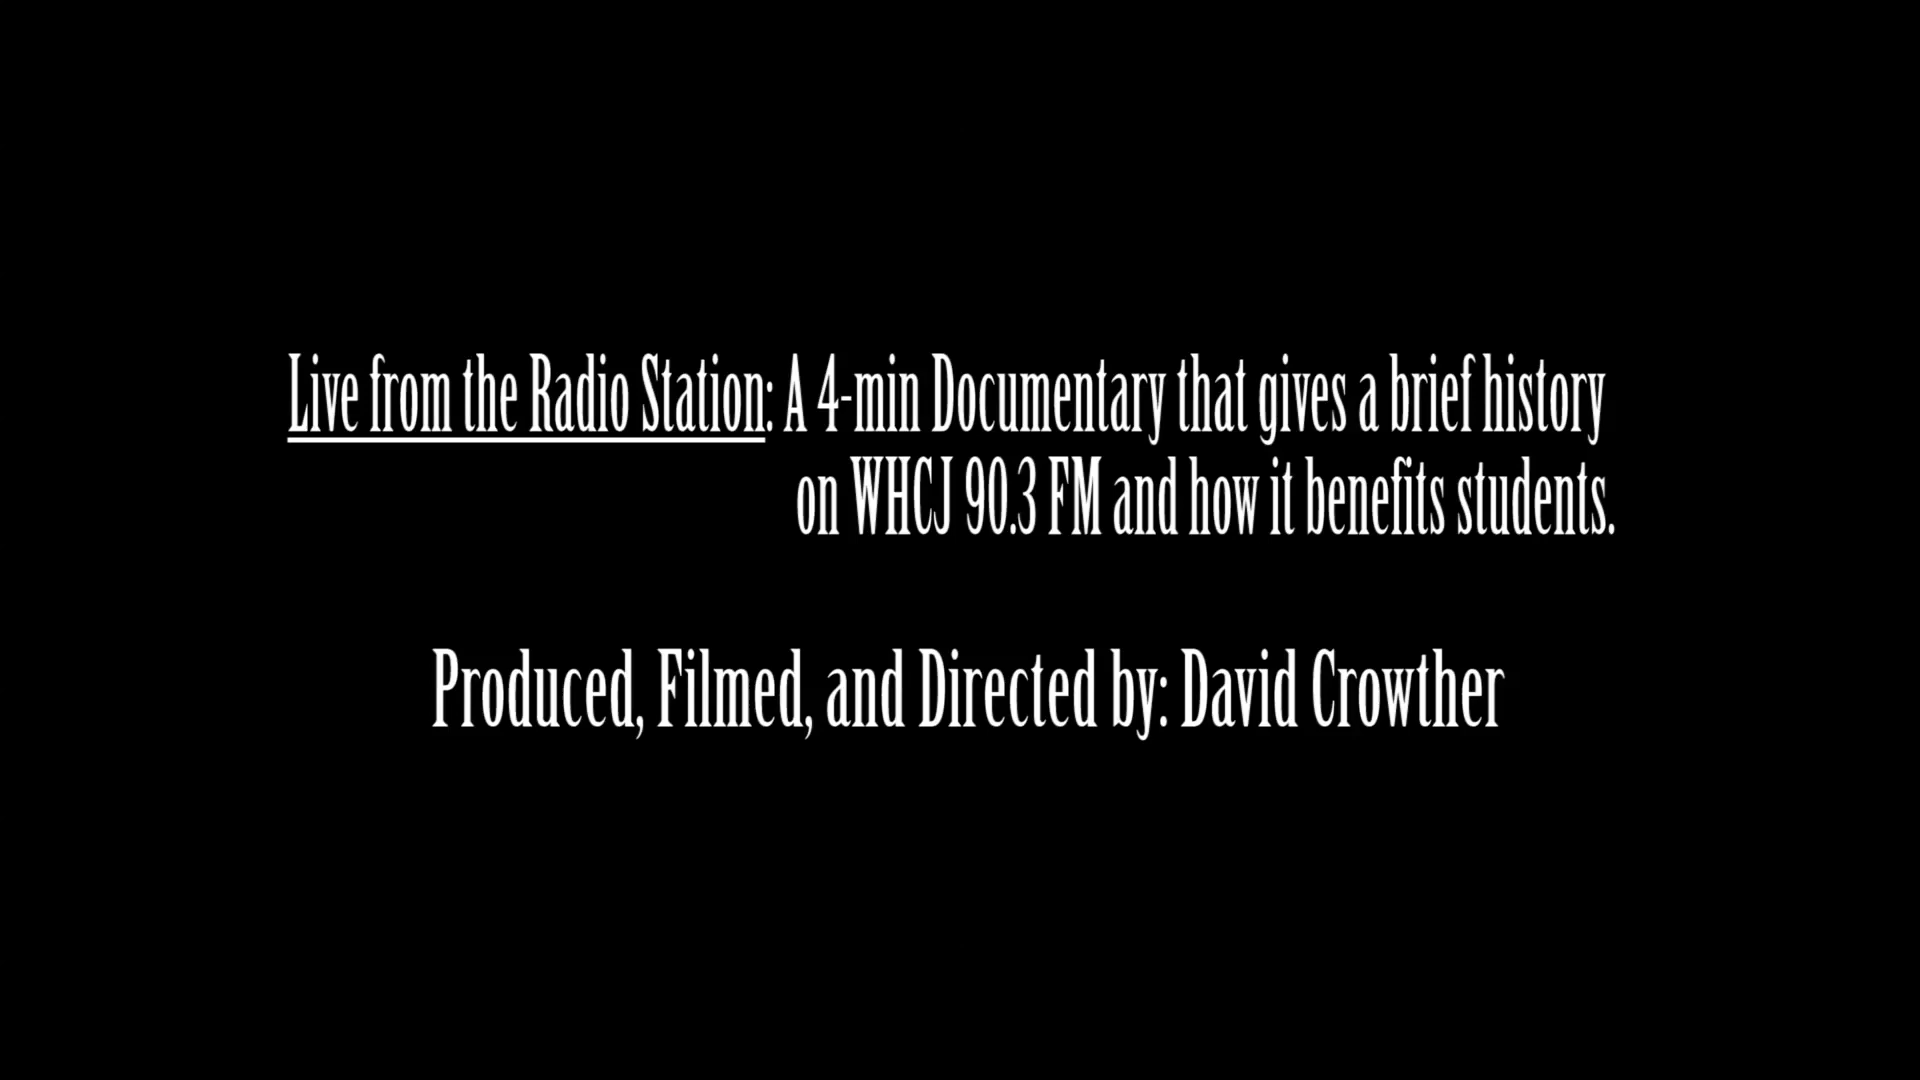 Live from the Radio Station: A 4-min Documentary that gives a brief history
on WHCJ 90.3 FM and how it benefits students.
Produced, Filmed, and Directed by: David Crowther